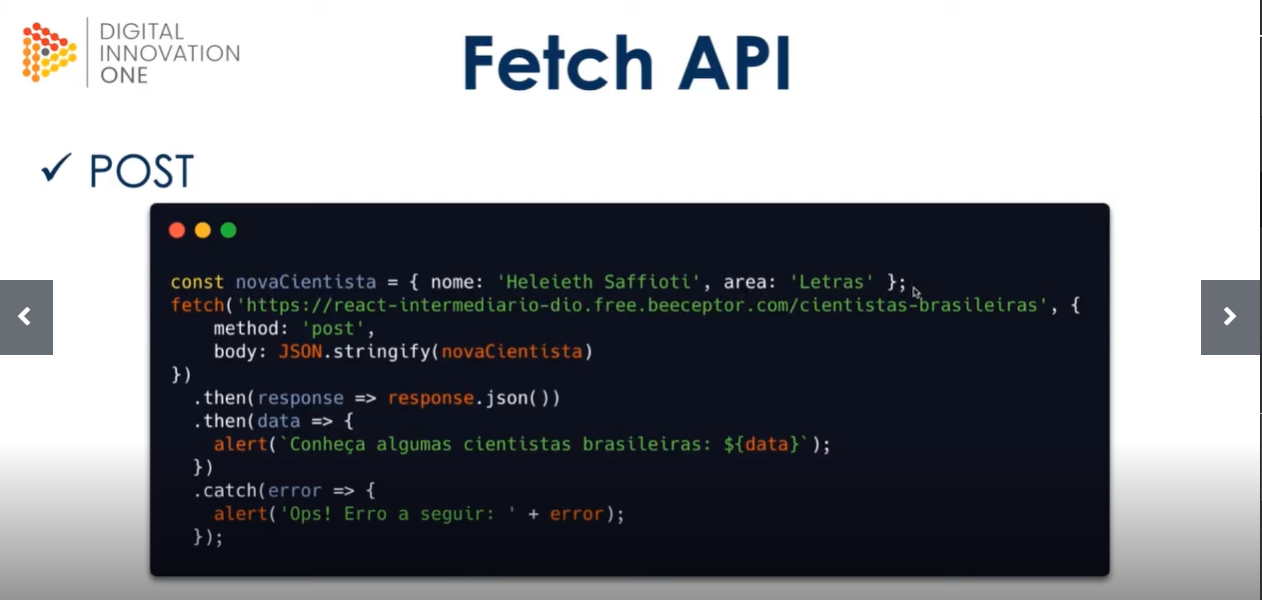 DIGITAL
INNOVATION
ONE
Fetch API
✓ POST
const novaCientista = { nome: 'Heleieth Saffioti', area: 'Letras' };
fetch('https://react-intermediario-dio.free.beeceptor.com/cientistas-brasileiras', {
    method: 'post',
    body: JSON.stringify(novaCientista)
})
  .then(response => response.json())
  .then(data => {
    alert(`Conheça algumas cientistas brasileiras: ${data}`);
  })
  .catch(error => {
    alert('Ops! Erro a seguir: ' + error);
  });